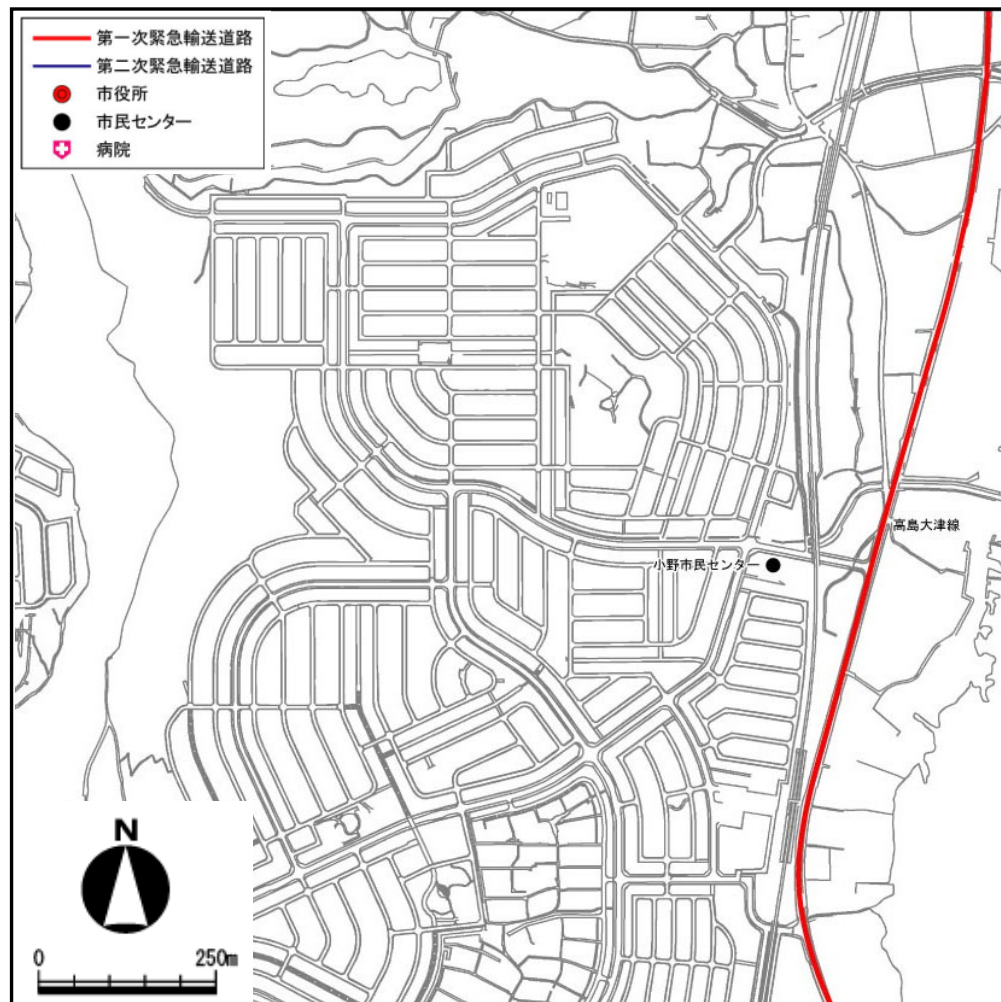 第一次緊急輸送道路
第二次緊急輸送道路
市役所
市民センター
病院
高島大津線
小野市民センター
N
0 250m